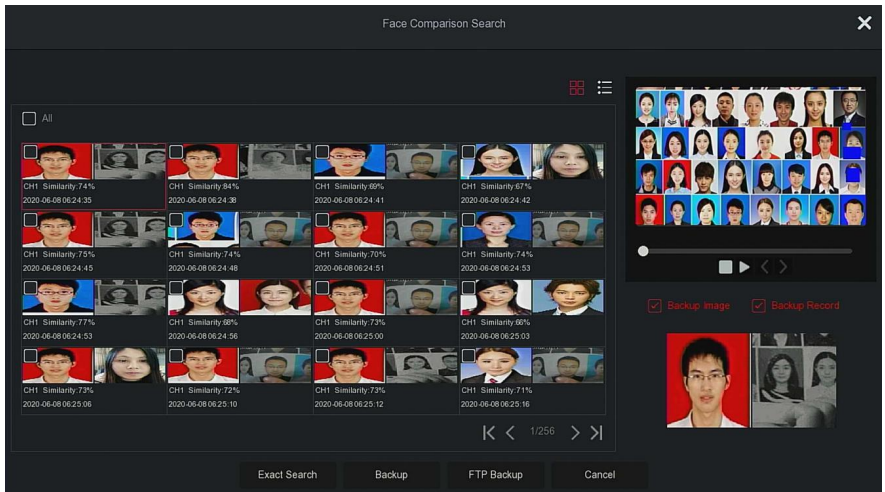 Face Comparison Search
All
CH1 Similarity:74%
2020-06-08 06:24:35
CH1 Similarity:84%
2020-06-08 06:24:38
CH1 Similarity:69%
2020-06-08 06:24:41
CH1 Similarity:67%
2020-06-08 06:24:42
CH1 Similarity:75%
2020-06-08 06:24:45
CH1 Similarity:74%
2020-06-08 06:24:48
CH1 Similarity:70%
2020-06-08 06:24:51
CH1 Similarity:74%
2020-06-08 06:24:53
CH1 Similarity:77%
2020-06-08 06:24:53
CH1 Similarity:68%
2020-06-08 06:24:56
CH1 Similarity:73%
2020-06-08 06:25:00
CH1 Similarity:66%
2020-06-08 06:25:03
CH1 Similarity:73%
2020-06-08 06:25:06
CH1 Similarity:72%
2020-06-08 06:25:10
CH1 Similarity:73%
2020-06-08 06:25:12
CH1 Similarity:71%
2020-06-08 06:25:16
1/256
Backup Image
Backup Record
Exact Search
Backup
FTP Backup
Cancel